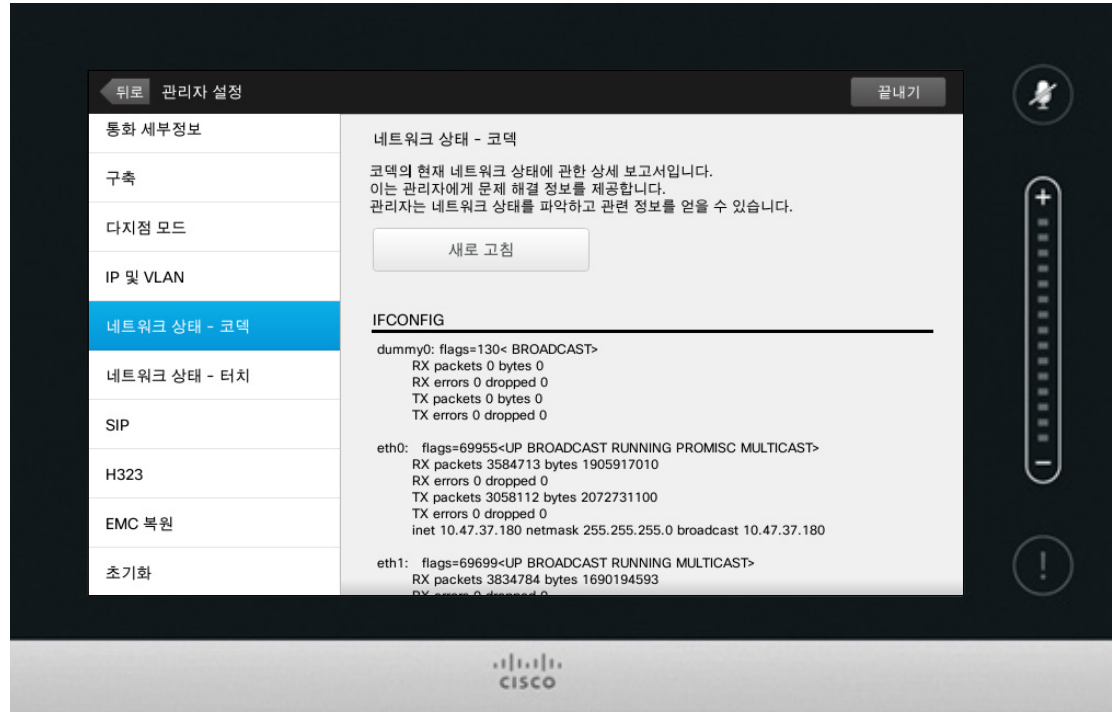 뒤로 관리자 설정 끝내기
통화 세부정보
구축
다지점 모드
IP 및 VLAN
네트워크 상태 - 코덱
네트워크 상태 - 터치
SIP
H323
EMC 복원
초기화
네트워크 상태 - 코덱
코덱의 현재 네트워크 상태에 관한 상세 보고서입니다.
이는 관리자에게 문제 해결 정보를 제공합니다.
관리자는 네트워크 상태를 파악하고 관련 정보를 얻을 수 있습니다.
새로 고침
IFCONFIG
dummy0: flags=130< BROADCAST>
RX packets 0 bytes 0
RX errors 0 dropped 0
TX packets 0 bytes 0
TX errors 0 dropped 0
eth0: flags=69955<UP BROADCAST RUNNING PROMISC MULTICAST>
RX packets 3584713 bytes 1905917010
RX errors 0 dropped 0
TX packets 3058112 bytes 2072731100
TX errors 0 dropped 0
inet 10.47.37.180 netmask 255.255.255.0 broadcast 10.47.37.180
eth1: flags=69699<UP BROADCAST RUNNING MULTICAST>
RX packets 3834784 bytes 1690194593
RX errors 0 dropped 0
+
-
!
CISCO